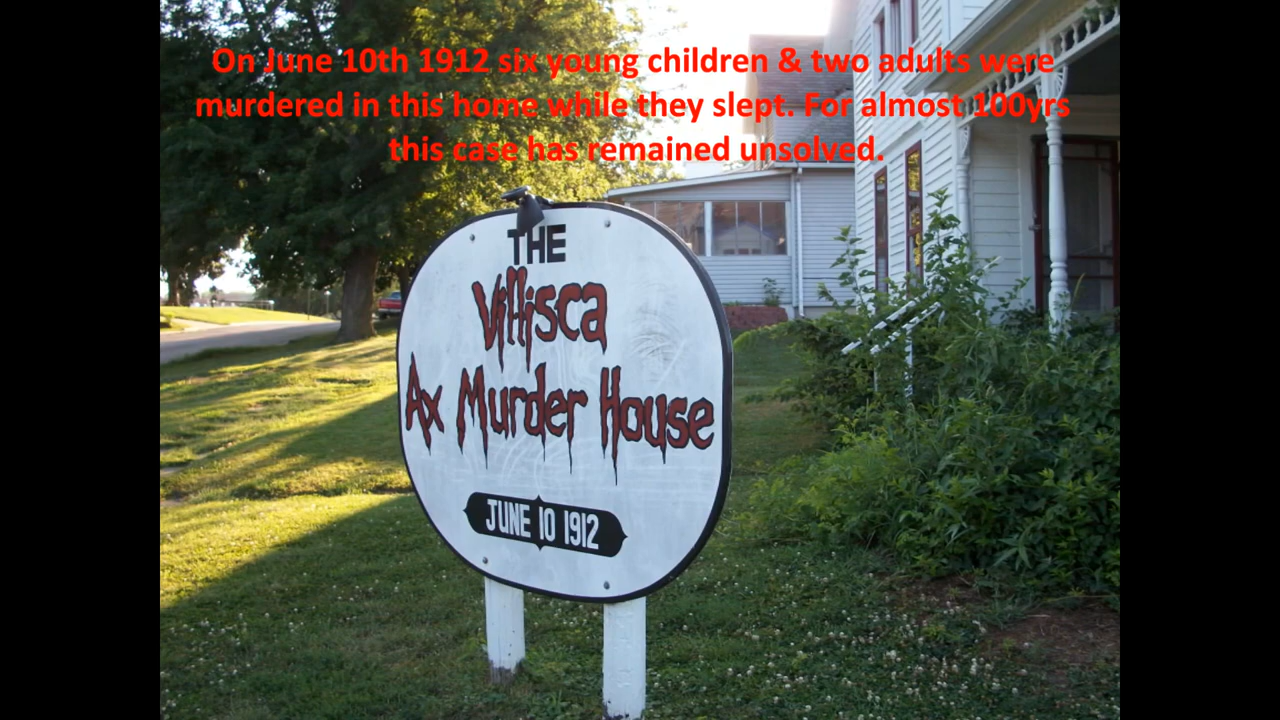 On June 10th 1912 six young children & two adults were
murdered in this home while they slept. For almost 100yrs
this case has remained unsolved.
THE
Villisca
Ax Murder House
JUNE 10 1912